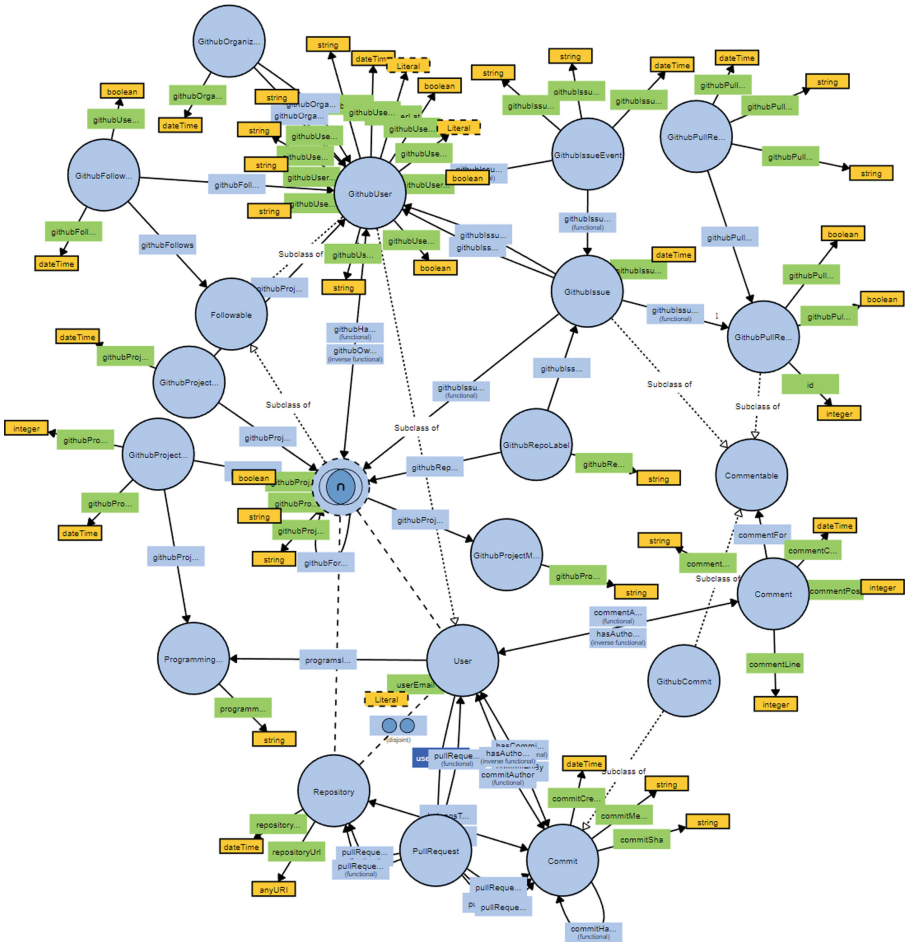 GithubOrganiz...
string
dateTime
Literal
dateTime
dateTime
string
string
string
boolean
boolean
githubOrga...
string
githubOrga...
githubOrga...
githubUse...
githubIssu...
githubIssu...
githubIssu...
githubPull...
githubPull...
githubPull...
dateTime
string
githubUse...
githubUse...
Literal
GithubIssueEvent
GithubPullRe...
string
GithubFollow...
githubFoll...
string
githubUse...
githubUser...
githubUse...
GithubUser
githubUse...
githubUser...
boolean
string
githubIssu...
(functional)
githubFoll...
dateTime
githubFollows
Subclass of
githubUs...
githubUse...
githubIssu...
githubIss...
githubPull...
boolean
string
boolean
dateTime
githubIssu...
githubPull...
githubProj...
Followable
GithubIssue
boolean
dateTime
githubProj...
githubHa...
(functional)
githubOw...
(inverse functional)
githubIssu...
(functional)
1
githubPul...
GithubPullRe...
GithubProject...
githubIss...
Subclass of
id
githubIssu...
(functional)
Subclass of
Subclass of
integer
integer
githubPro...
GithubProject...
githubProj...
Subclass of
GithubRepoLabel
githubRep...
githubRe...
string
Commentable
boolean
githubProj...
githubPro...
dateTime
string
githubProj...
string
githubFor...
githubProj...
githubProj...
GithubProjectM...
githubPro...
string
string
commentFor
dateTime
comment...
commentC...
Subclass of
Comment
commentPos
integer
commentA...
(functional)
hasAutho...
(inverse functional)
Programming...
programsI...
User
GithubCommit
commentLine
integer
programm...
string
userEmail
Literal
(disjoint)
use
pullReque...
(functional)
hasCommi...
hasAutho...
(inverse functional)
commitAuthor
(functional)
dateTime
Subclass of
string
Repository
commitCre...
commitMe...
string
repository...
dateTime
repositoryUrl
anyURI
pullReque...
pullReque...
(functional)
PullRequest
pullReque...
pullReque...
Commit
commitSha
commitHa...
(functional)